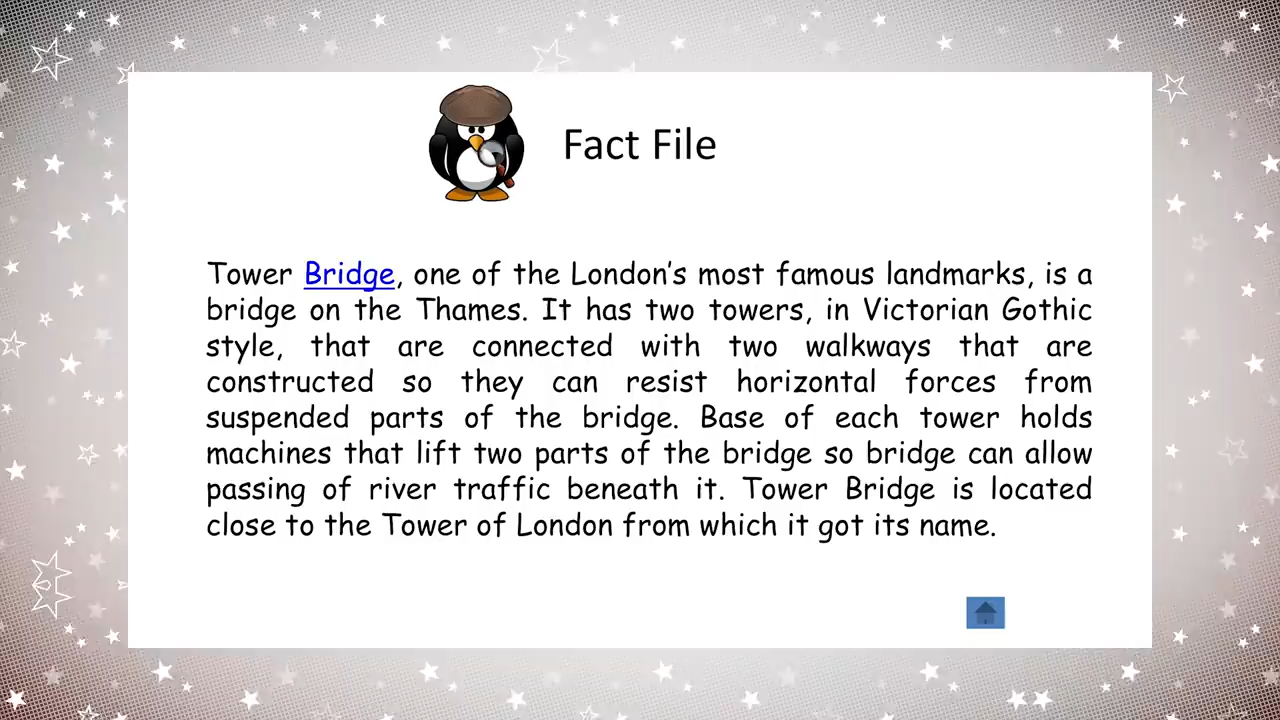 Fact File
Tower Bridge, one of the London's most famous landmarks, is a
bridge on the Thames. It has two towers, in Victorian Gothic
style, that are connected with two walkways that are
constructed so they can resist horizontal forces from
suspended parts of the bridge. Base of each tower holds
machines that lift two parts of the bridge so bridge can allow
passing of river traffic beneath it. Tower Bridge is located
close to the Tower of London from which it got its name.